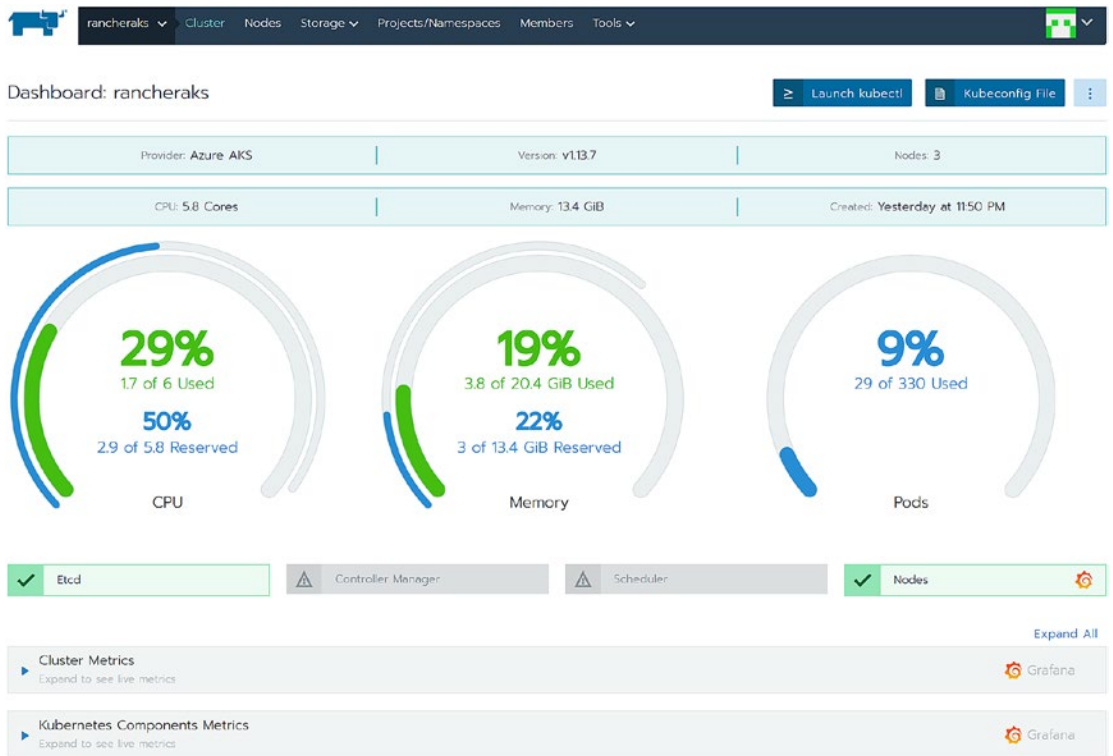 rancheraks Cluster Nodes Storage Projects/Namespaces Members Tools
Dashboard: rancheraks
Launch kubectl Kubeconfig File
Provider: Azure AKS Version: v1.13.7 Nodes: 3
CPU: 5.8 Cores Memory: 13.4 GiB Created: Yesterday at 11:50 PM
29% 19% 9%
1.7 of 6 Used 3.8 of 20.4 GiB Used 29 of 330 Used
50% 22%
2.9 of 5.8 Reserved 3 of 13.4 GiB Reserved
CPU Memory Pods
Etcd Controller Manager Scheduler Nodes
Expand All
Cluster Metrics
Expand to see live metrics
Grafana
Kubernetes Components Metrics
Expand to see live metrics
Grafana